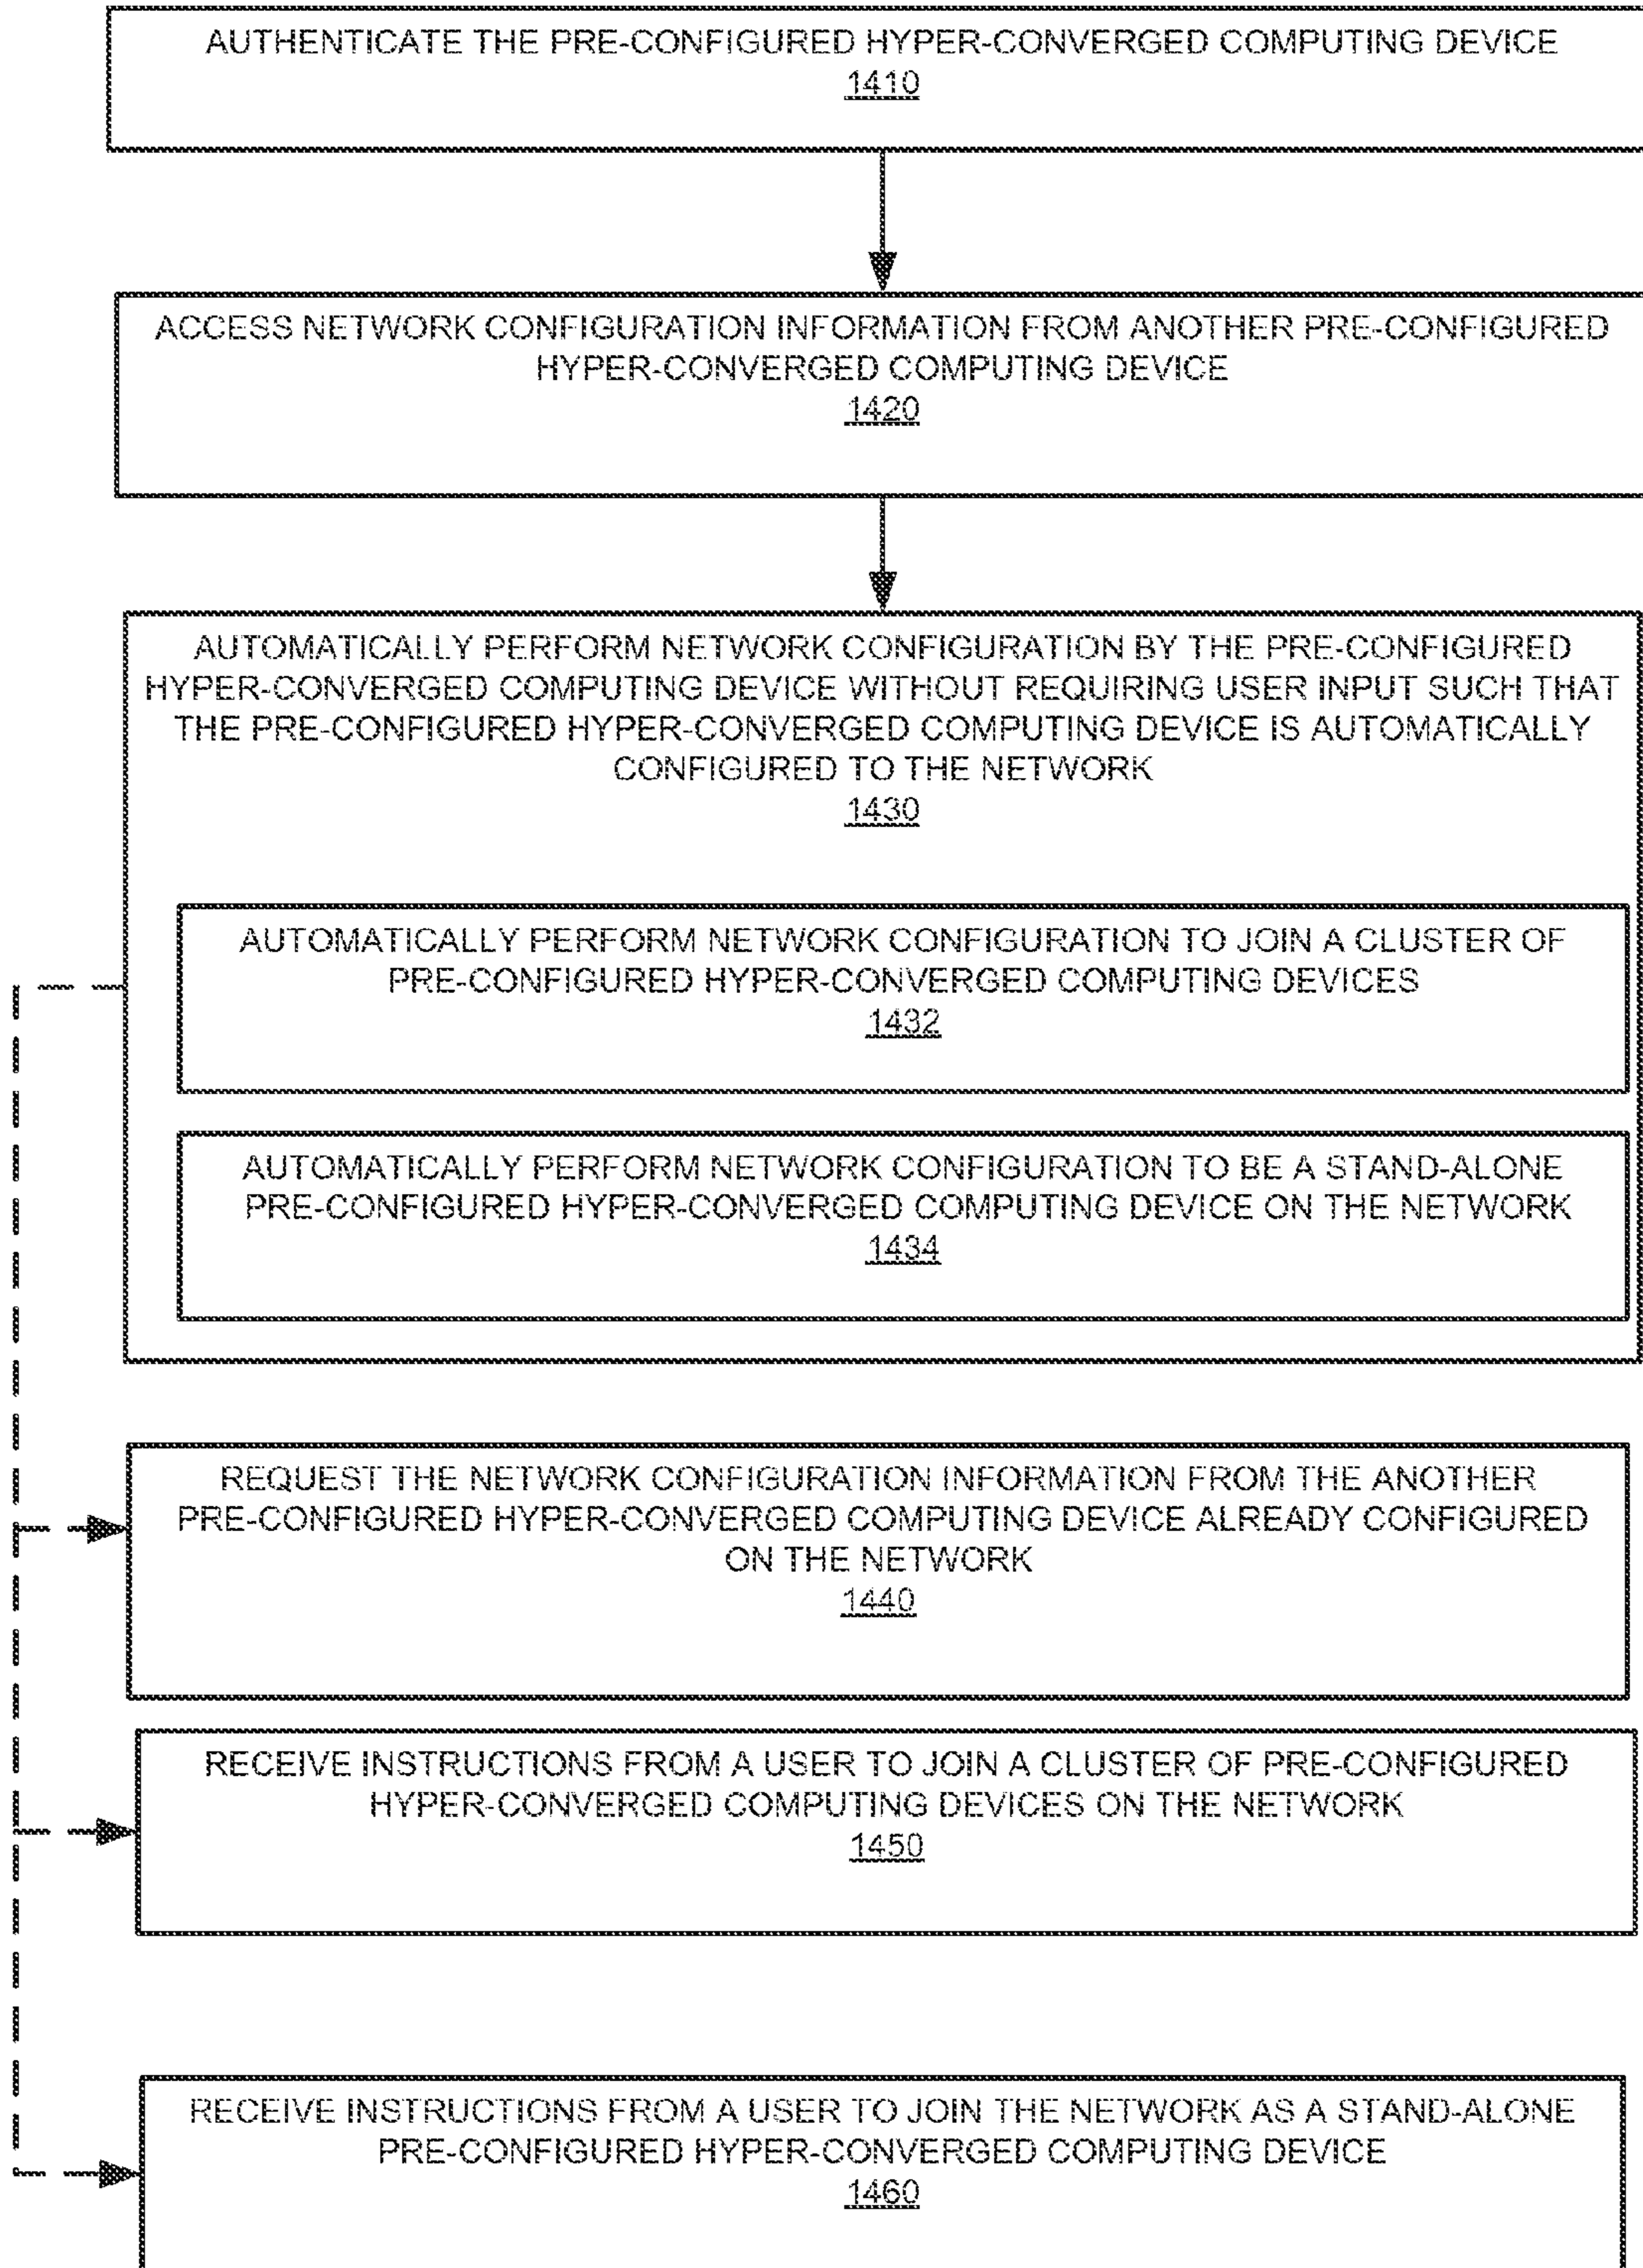 AUTHENTICATE THE PRE-CONFIGURED HYPER-CONVERGED COMPUTING DEVICE
1410
ACCESS NETWORK CONFIGURATION INFORMATION FROM ANOTHER PRE-CONFIGURED
HYPER-CONVERGED COMPUTING DEVICE
1420
AUTOMATICALLY PERFORM NETWORK CONFIGURATION BY THE PRE-CONFIGURED
HYPER-CONVERGED COMPUTING DEVICE WITHOUT REQUIRING USER INPUT SUCH THAT
THE PRE-CONFIGURED HYPER-CONVERGED COMPUTING DEVICE IS AUTOMATICALLY
CONFIGURED TO THE NETWORK
1430
AUTOMATICALLY PERFORM NETWORK CONFIGURATION TO JOIN A CLUSTER OF
PRE-CONFIGURED HYPER-CONVERGED COMPUTING DEVICES
1432
AUTOMATICALLY PERFORM NETWORK CONFIGURATION TO BE A STAND-ALONE
PRE-CONFIGURED HYPER-CONVERGED COMPUTING DEVICE ON THE NETWORK
1434
REQUEST THE NETWORK CONFIGURATION INFORMATION FROM THE ANOTHER
PRE-CONFIGURED HYPER-CONVERGED COMPUTING DEVICE ALREADY CONFIGURED
ON THE NETWORK
1440
RECEIVE INSTRUCTIONS FROM A USER TO JOIN A CLUSTER OF PRE-CONFIGURED
HYPER-CONVERGED COMPUTING DEVICES ON THE NETWORK
1450
RECEIVE INSTRUCTIONS FROM A USER TO JOIN THE NETWORK AS A STAND-ALONE
PRE-CONFIGURED HYPER-CONVERGED COMPUTING DEVICE
1460